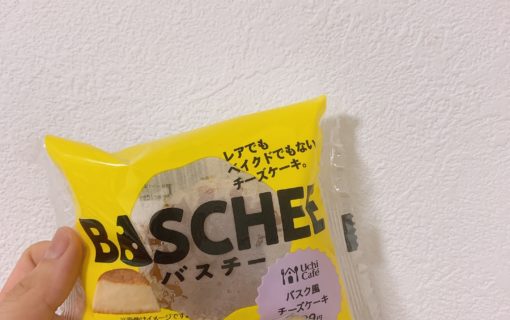 レアでも
ベイクドでもない
チーズケーキ。
BASCHEE
バスチー
Uchi
Café
バスク風
チーズケーキ